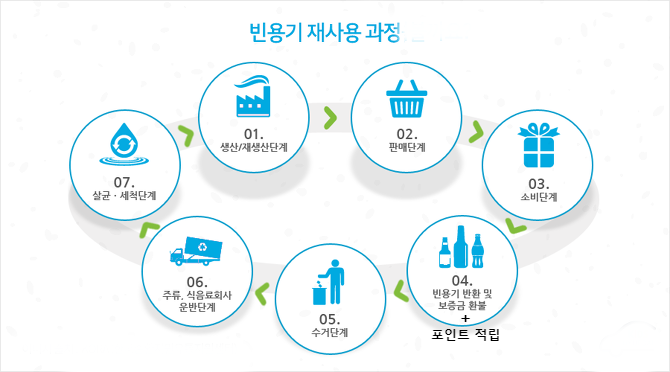 빈용기 재사용 과정
01.
생산/재생산단계
02.
판매단계
03.
소비단계
04.
빈용기 반환 및
보증금 환불
+
포인트 적립
05.
수거단계
06.
주류, 식음료회사
운반단계
07.
살균 · 세척단계